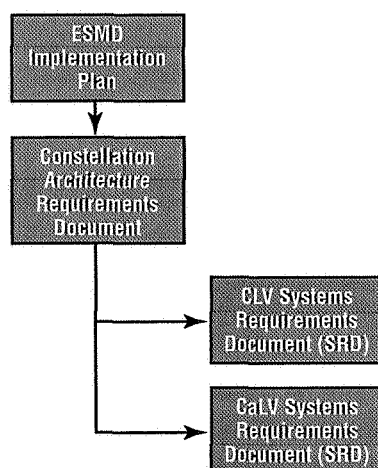 ESMD
Implementation
Plan
Constellation
Architecture
Requirements
Document
CLV Systems
Requirements
Document (SRD)
CaLV Systems
Requirements
Document (SRD)